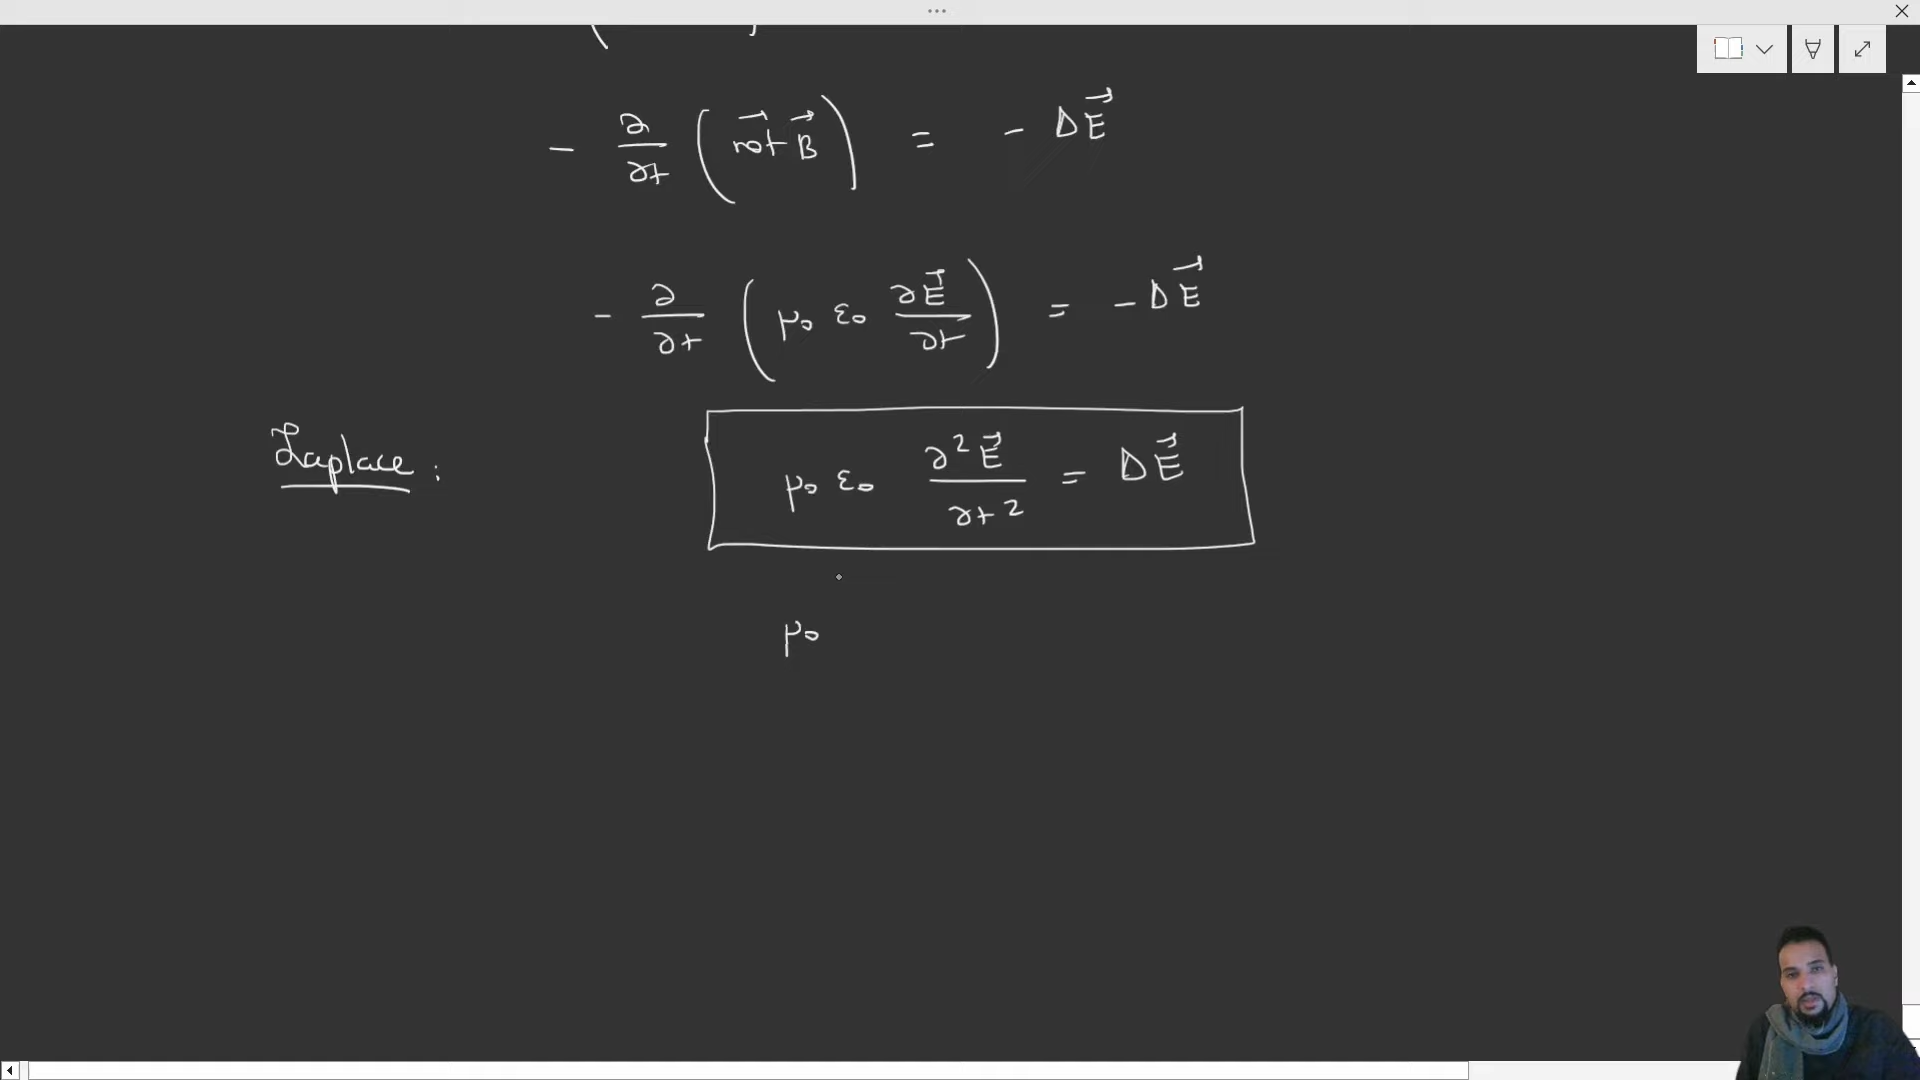 - ∂/∂t (rot⃗ B⃗) = - ΔE⃗
- ∂/∂t (μ₀ ε₀ ∂E⃗/∂t) = - ΔE⃗
Laplace : μ₀ ε₀ ∂²E⃗/∂t² = ΔE⃗
μ₀